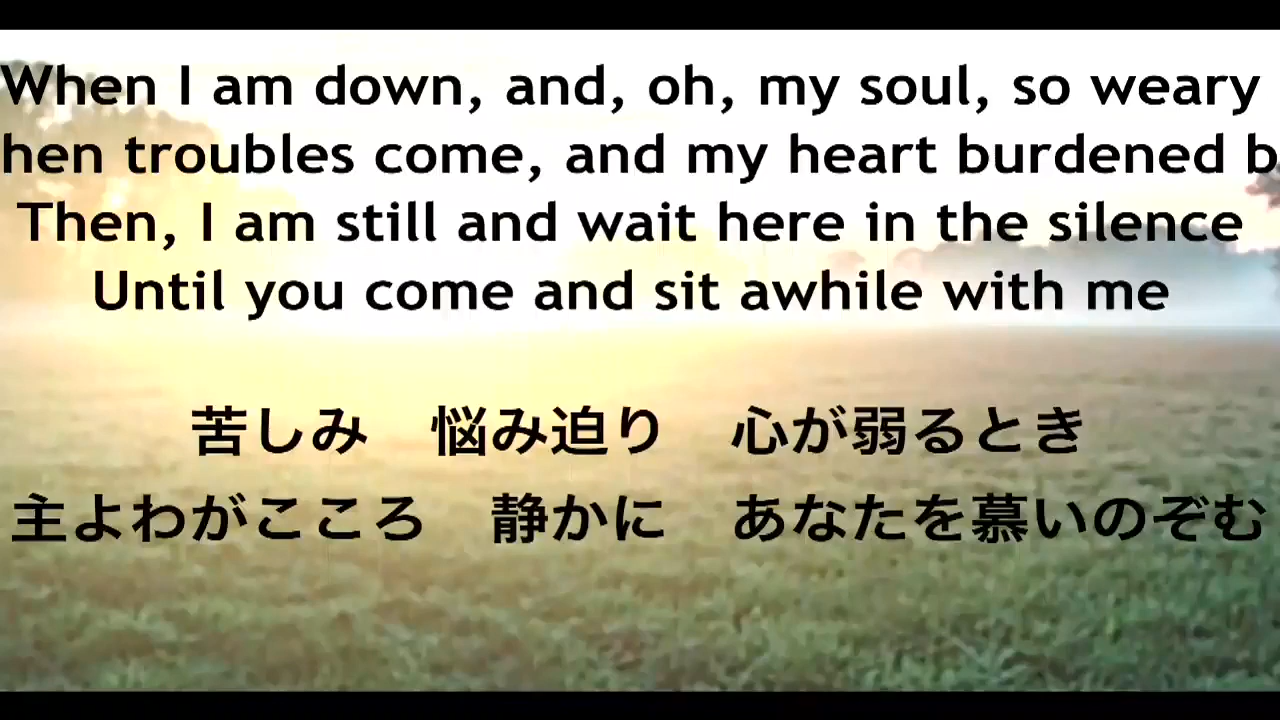 When I am down, and, oh, my soul, so weary
hen troubles come, and my heart burdened b
Then, I am still and wait here in the silence
Until you come and sit awhile with me
苦しみ　悩み迫り　心が弱るとき
主よわがこころ　静かに　あなたを慕いのぞむ